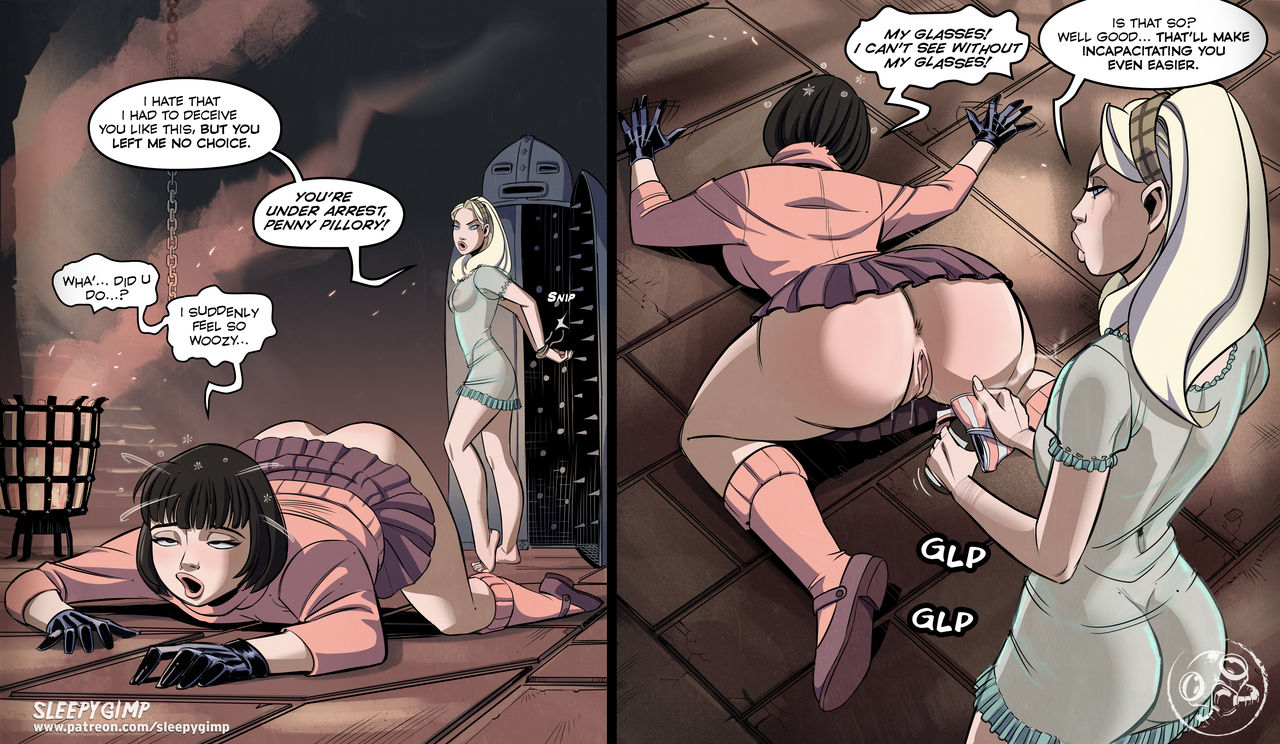 I HATE THAT
I HAD TO DECEIVE
YOU LIKE THIS, BUT YOU
LEFT ME NO CHOICE.
YOU'RE
UNDER ARREST,
PENNY PILLORY!
SNIP
WHA'... DID U
DO...?
I SUDDENLY
FEEL SO
WOOZY...
SLEEPYGIMP
www.patreon.com/sleepygimp
MY GLASSES!
I CAN'T SEE WITHOUT
MY GLASSES!
IS THAT SO?
WELL GOOD... THAT'LL MAKE
INCAPACITATING YOU
EVEN EASIER.
GLP
GLP